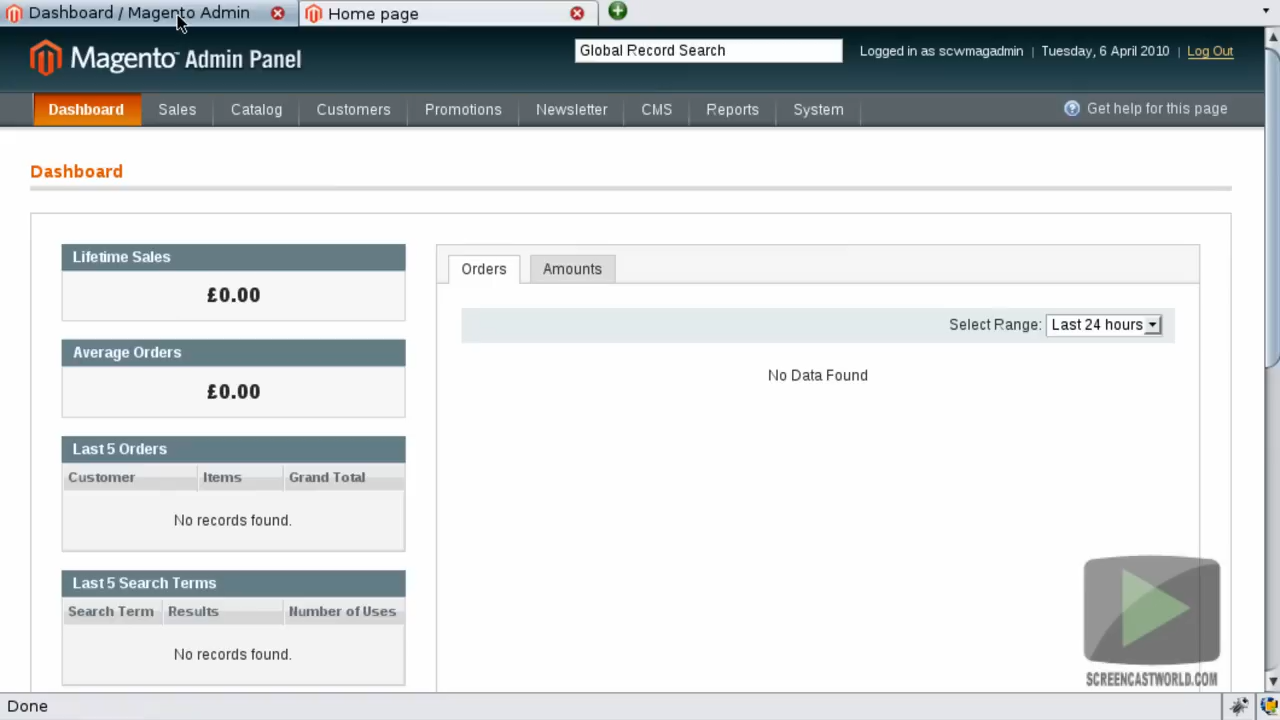 Dashboard / Magento Admin
Home page
Magento™ Admin Panel
Global Record Search
Logged in as scwmagadmin | Tuesday, 6 April 2010 | Log Out
Dashboard Sales Catalog Customers Promotions Newsletter CMS Reports System
Get help for this page
Dashboard
Lifetime Sales
£0.00
Average Orders
£0.00
Last 5 Orders
Customer Items Grand Total
No records found.
Last 5 Search Terms
Search Term Results Number of Uses
No records found.
Orders Amounts
Select Range: Last 24 hours
No Data Found
SCREENCASTWORLD.COM
Done